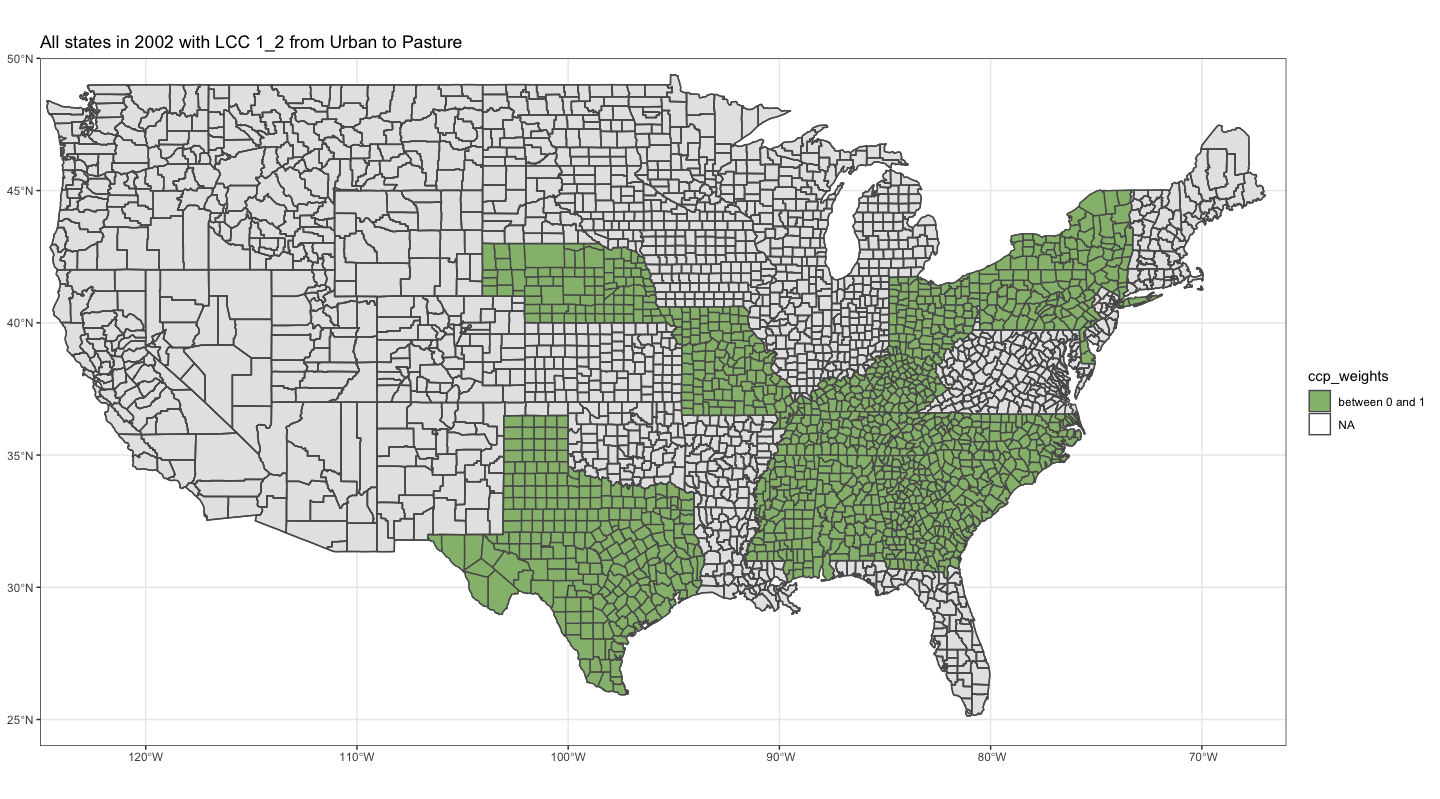 All states in 2002 with LCC 1_2 from Urban to Pasture
50°N
45°N
40°N
35°N
30°N
25°N
120°W
110°W
100°W
90°W
80°W
70°W
ccp_weights
between 0 and 1
NA